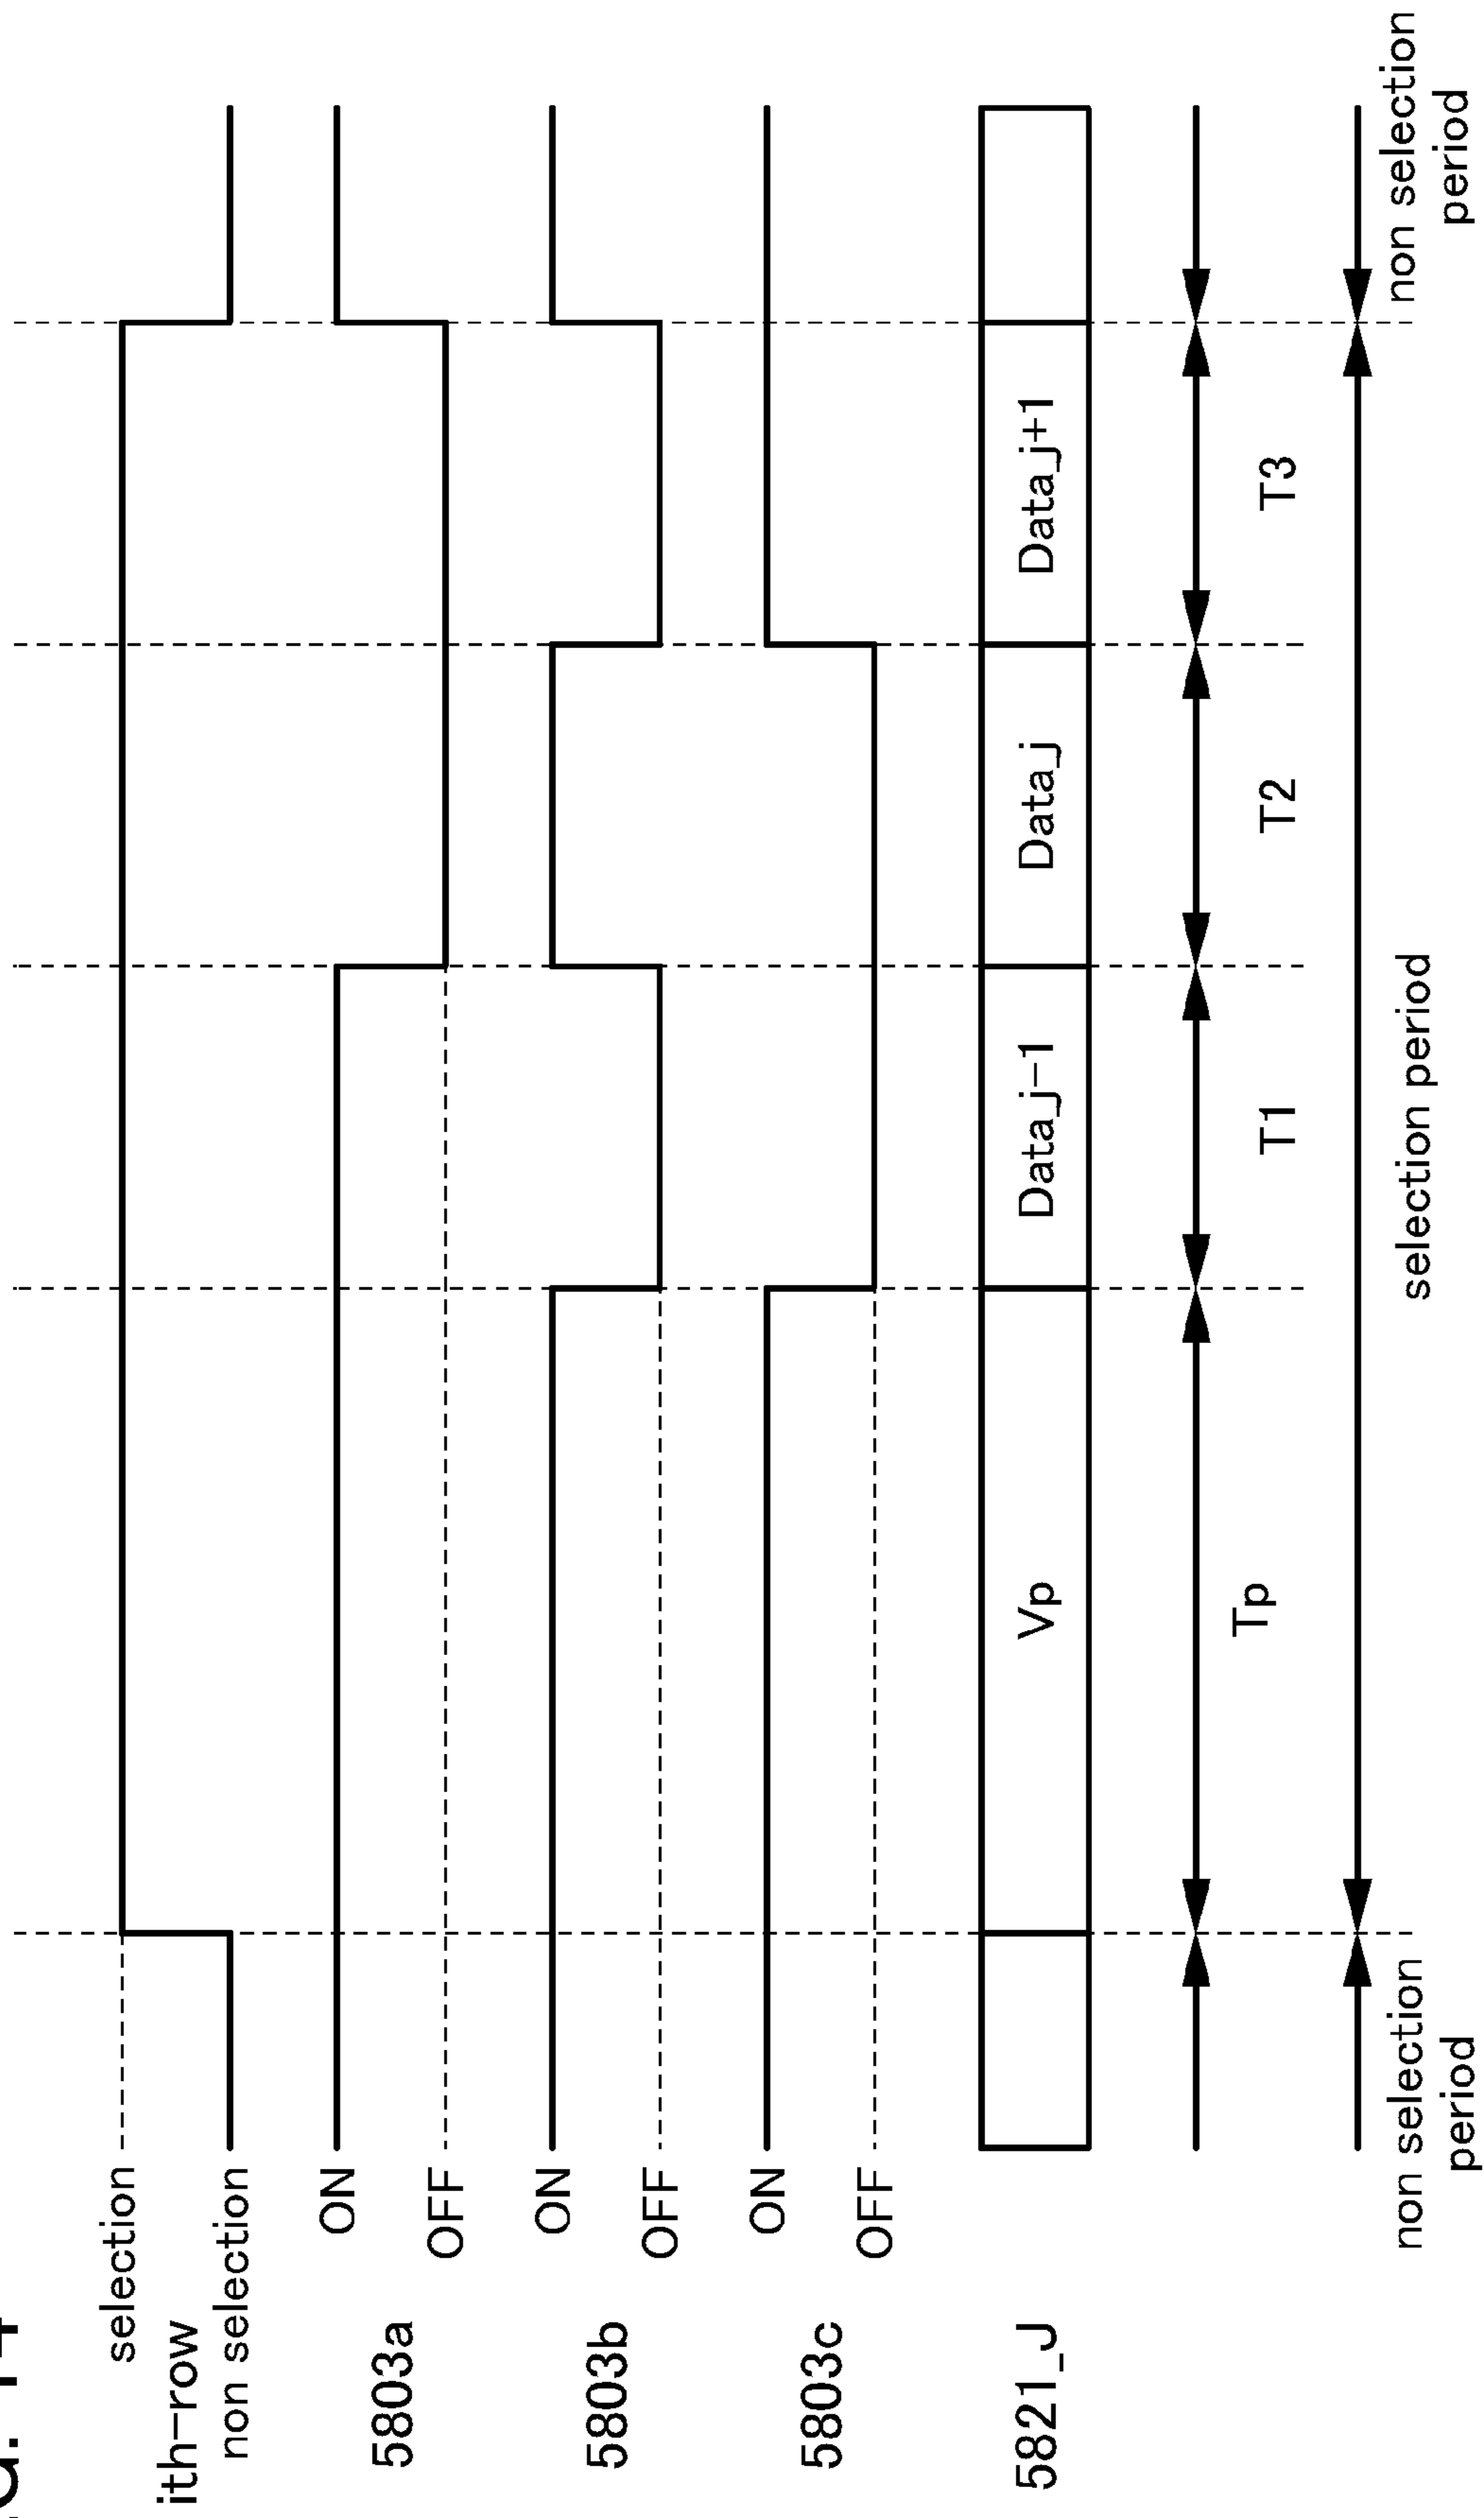 selection
ith-row
non selection
ON
5803a
OFF
ON
5803b
OFF
ON
5803c
OFF
5821_J
Vp
Data_j-1
Data_j
Data_j+1
Tp
T1
T2
T3
non selection
period
selection period
non selection
period